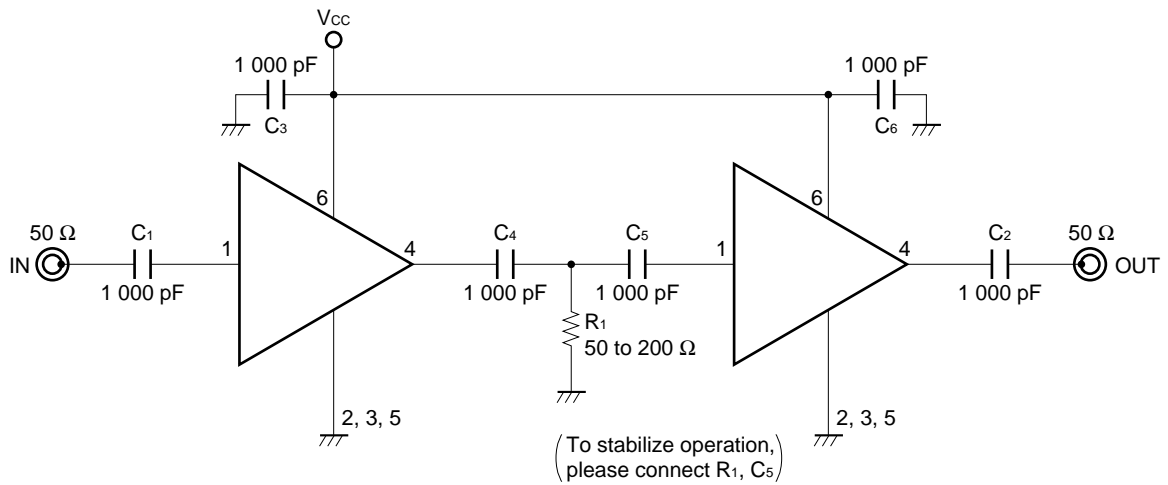 VCC
1 000 pF
C3
1 000 pF
C6
6
6
IN
50 Ω
C1
1 000 pF
1
4
C4
1 000 pF
C5
1 000 pF
1
4
C2
1 000 pF
50 Ω
OUT
R1
50 to 200 Ω
2, 3, 5
2, 3, 5
(To stabilize operation,
please connect R1, C5)